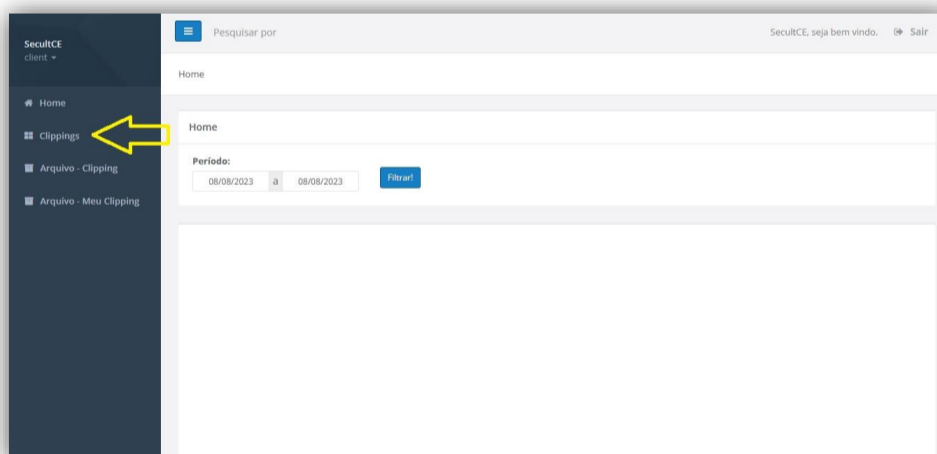 SecultCE
client
Home
Clippings
Arquivo - Clipping
Arquivo - Meu Clipping
Pesquisar por
SecultCE, seja bem vindo. Sair
Home
Home
Período:
08/08/2023 a 08/08/2023 Filtrar!